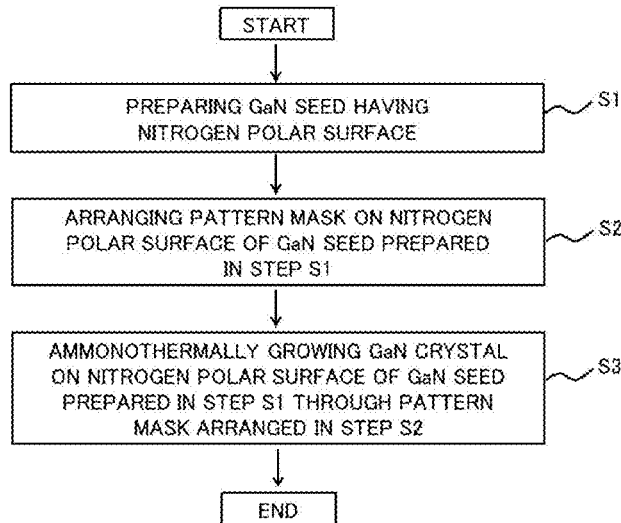 START
PREPARING GaN SEED HAVING
NITROGEN POLAR SURFACE
S1
ARRANGING PATTERN MASK ON NITROGEN
POLAR SURFACE OF GaN SEED PREPARED
IN STEP S1
S2
AMMONOTHERMALLY GROWING GaN CRYSTAL
ON NITROGEN POLAR SURFACE OF GaN SEED
PREPARED IN STEP S1 THROUGH PATTERN
MASK ARRANGED IN STEP S2
S3
END